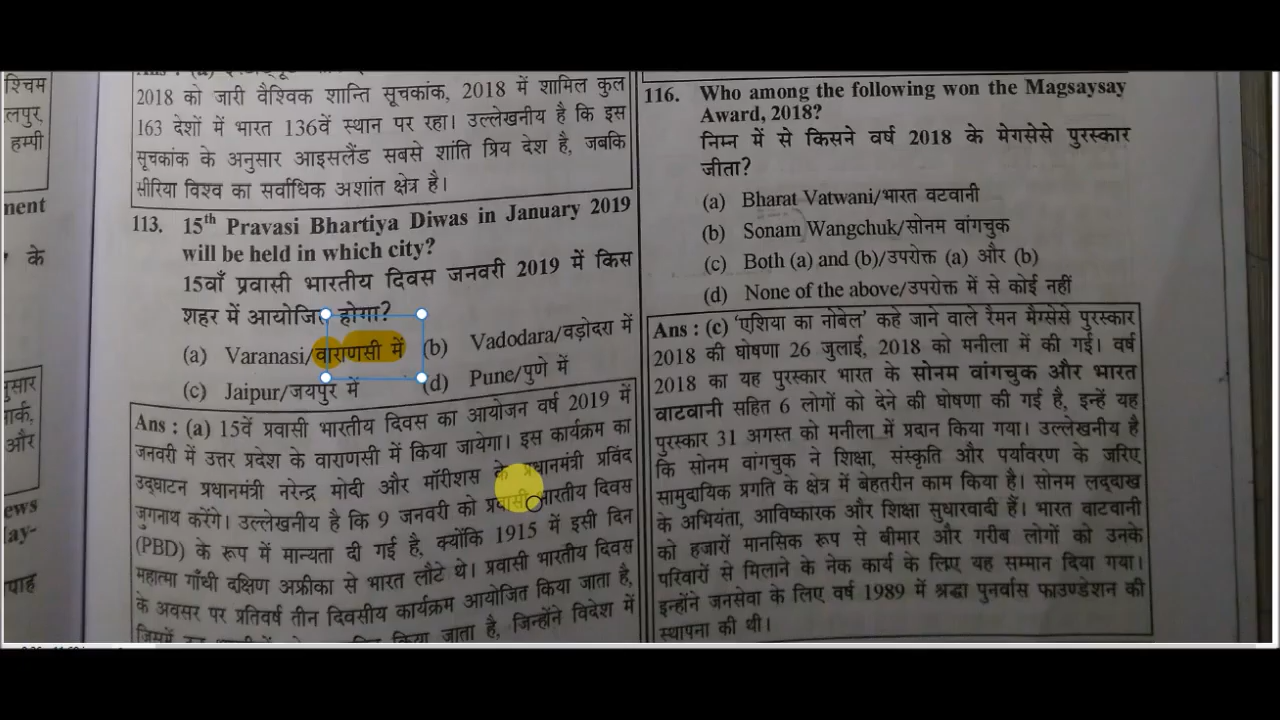 श्चिम
लपुर,
हम्पी
ment
के
नुसार
गर्क,
और
ews
lay-
पाह
2018 को जारी वैश्विक शान्ति सूचकांक, 2018 में शामिल कुल
163 देशों में भारत 136वें स्थान पर रहा। उल्लेखनीय है कि इस
सूचकांक के अनुसार आइसलैंड सबसे शांति प्रिय देश है, जबकि
सीरिया विश्व का सर्वाधिक अशांत क्षेत्र है।
113. 15th Pravasi Bhartiya Diwas in January 2019
will be held in which city?
15वाँ प्रवासी भारतीय दिवस जनवरी 2019 में किस
शहर में आयोजित होगा?
(a) Varanasi/वाराणसी में (b) Vadodara/वड़ोदरा में
(c) Jaipur/जयपुर में (d) Pune/पुणे में
Ans : (a) 15वें प्रवासी भारतीय दिवस का आयोजन वर्ष 2019 में
जनवरी में उत्तर प्रदेश के वाराणसी में किया जायेगा। इस कार्यक्रम का
उद्घाटन प्रधानमंत्री नरेन्द्र मोदी और मॉरीशस के प्रधानमंत्री प्रविंद
जुगनाथ करेंगे। उल्लेखनीय है कि 9 जनवरी को प्रवासी भारतीय दिवस
(PBD) के रूप में मान्यता दी गई है, क्योंकि 1915 में इसी दिन
महात्मा गाँधी दक्षिण अफ्रीका से भारत लौटे थे। प्रवासी भारतीय दिवस
के अवसर पर प्रतिवर्ष तीन दिवसीय कार्यक्रम आयोजित किया जाता है,
किया जाता है, जिन्होंने विदेश में
116. Who among the following won the Magsaysay
Award, 2018?
निम्न में से किसने वर्ष 2018 के मेगसेसे पुरस्कार
जीता?
(a) Bharat Vatwani/भारत वटवानी
(b) Sonam Wangchuk/सोनम वांगचुक
(c) Both (a) and (b)/उपरोक्त (a) और (b)
(d) None of the above/उपरोक्त में से कोई नहीं
Ans : (c) 'एशिया का नोबेल' कहे जाने वाले रैमन मैग्सेसे पुरस्कार
2018 की घोषणा 26 जुलाई, 2018 को मनीला में की गई। वर्ष
2018 का यह पुरस्कार भारत के सोनम वांगचुक और भारत
वाटवानी सहित 6 लोगों को देने की घोषणा की गई है, इन्हें यह
पुरस्कार 31 अगस्त को मनीला में प्रदान किया गया। उल्लेखनीय है
कि सोनम वांगचुक ने शिक्षा, संस्कृति और पर्यावरण के जरिए
सामुदायिक प्रगति के क्षेत्र में बेहतरीन काम किया है। सोनम लद्दाख
के अभियंता, आविष्कारक और शिक्षा सुधारवादी हैं। भारत वाटवानी
को हजारों मानसिक रूप से बीमार और गरीब लोगों को उनके
परिवारों से मिलाने के नेक कार्य के लिए यह सम्मान दिया गया।
इन्होंने जनसेवा के लिए वर्ष 1989 में श्रद्धा पुनर्वास फाउण्डेशन की
स्थापना की थी।